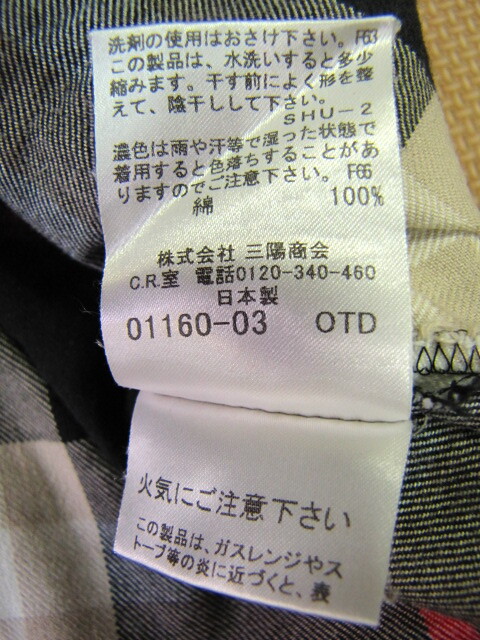 洗剤の使用はおさけ下さい。F63
この製品は、水洗いすると多少
縮みます。干す前によく形を整
えて、陰干しして下さい。
SHU-2
濃色は雨や汗等で湿った状態で
着用すると色落ちすることがあ
りますのでご注意下さい。F66
綿 100%
株式会社 三陽商会
C.R.室 電話0120-340-460
日本製
01160-03 OTD
火気にご注意下さい
この製品は、ガスレンジやス
トーブ等の炎に近づくと、表